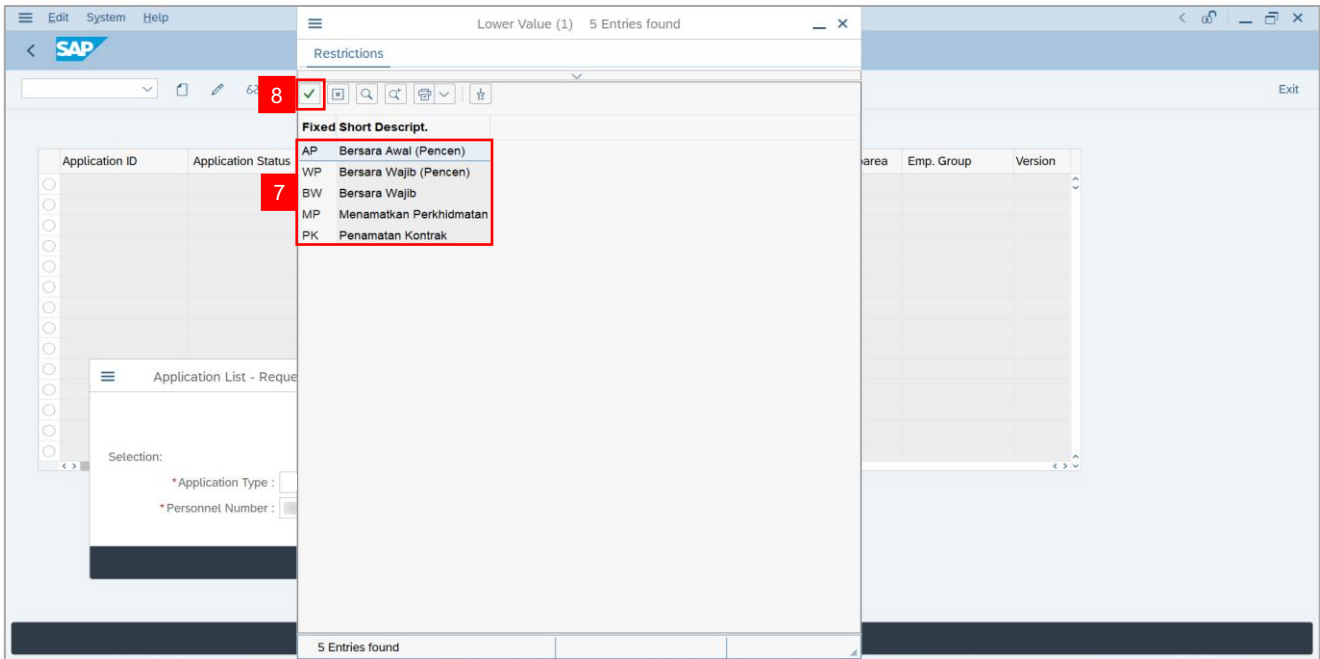 Edit System Help
SAP
Exit
Lower Value (1) 5 Entries found
Restrictions
8
Fixed Short Descript.
7
AP Bersara Awal (Pencen)
WP Bersara Wajib (Pencen)
BW Bersara Wajib
MP Menamatkan Perkhidmatan
PK Penamatan Kontrak
Application ID Application Status area Emp. Group Version
Application List - Reque
Selection:
*Application Type :
*Personnel Number :
5 Entries found